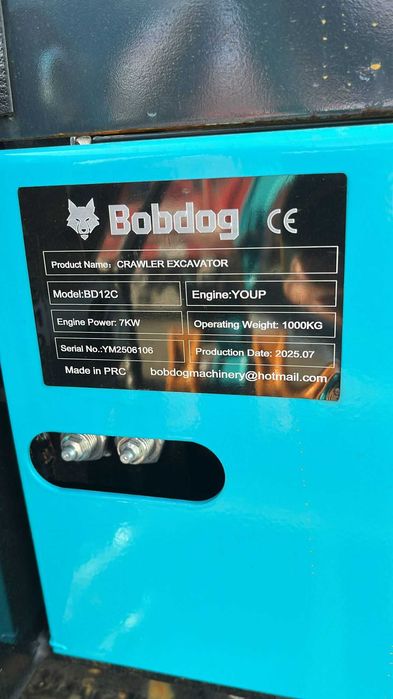 Bobdog CE
Product Name: CRAWLER EXCAVATOR
Model:BD12C Engine:YOUP
Engine Power: 7KW Operating Weight: 1000KG
Serial No.:YM2506106 Production Date: 2025.07
Made in PRC bobdogmachinery@hotmail.com